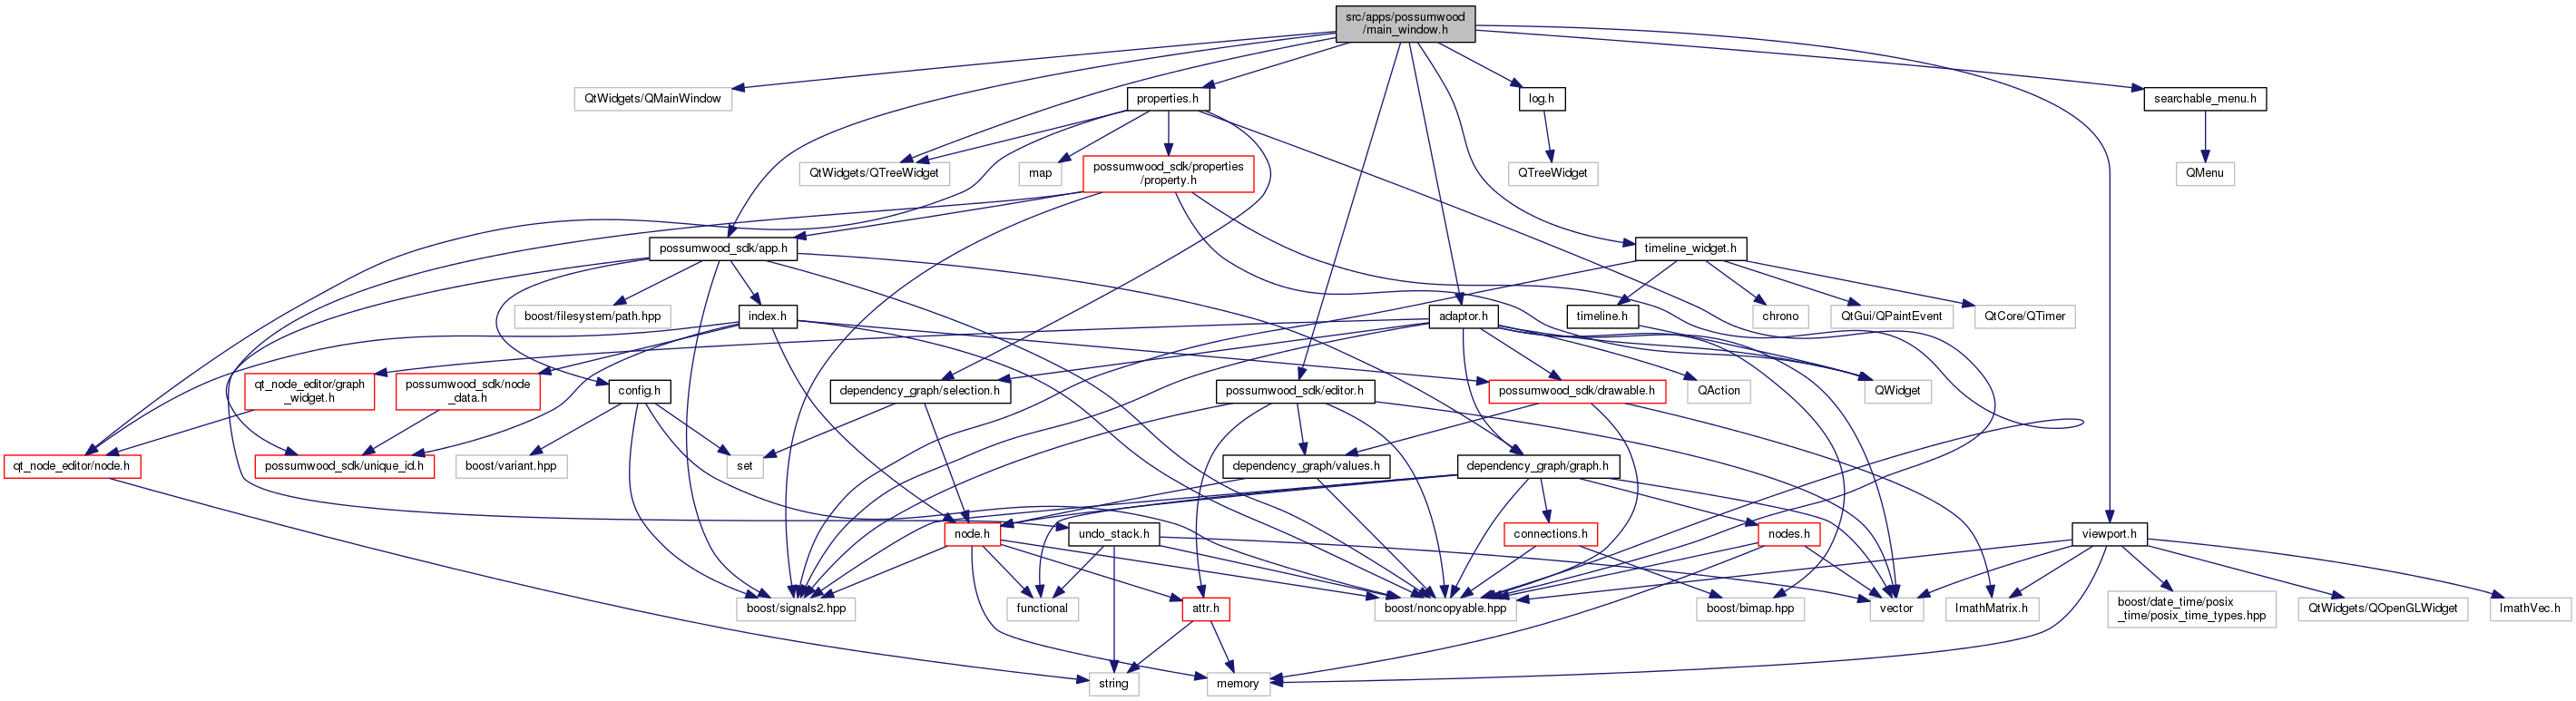 src/apps/possumwood
/main_window.h
QtWidgets/QMainWindow
properties.h
log.h
searchable_menu.h
QtWidgets/QTreeWidget
map
possumwood_sdk/properties
/property.h
QTreeWidget
QMenu
possumwood_sdk/app.h
timeline_widget.h
boost/filesystem/path.hpp
index.h
adaptor.h
timeline.h
chrono
QtGui/QPaintEvent
QtCore/QTimer
qt_node_editor/graph
_widget.h
possumwood_sdk/node
_data.h
config.h
dependency_graph/selection.h
possumwood_sdk/editor.h
possumwood_sdk/drawable.h
QAction
QWidget
qt_node_editor/node.h
possumwood_sdk/unique_id.h
boost/variant.hpp
set
dependency_graph/values.h
dependency_graph/graph.h
node.h
undo_stack.h
connections.h
nodes.h
viewport.h
boost/signals2.hpp
functional
attr.h
boost/noncopyable.hpp
boost/bimap.hpp
vector
ImathMatrix.h
boost/date_time/posix
_time/posix_time_types.hpp
QtWidgets/QOpenGLWidget
ImathVec.h
string
memory